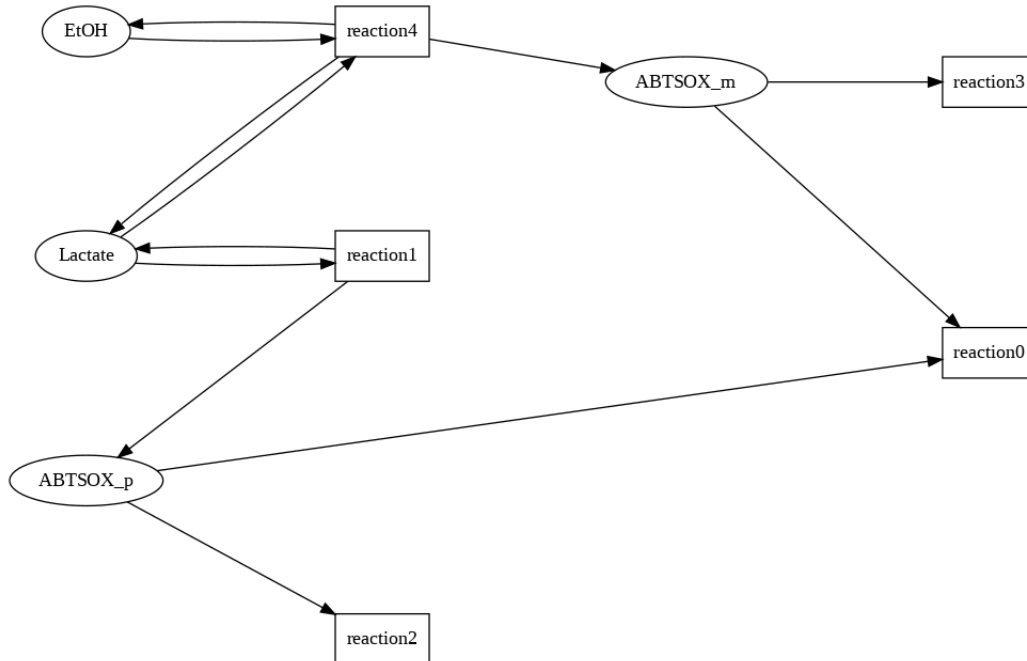 EtOH
reaction4
ABTSOX_m
reaction3
Lactate
reaction1
reaction0
ABTSOX_p
reaction2